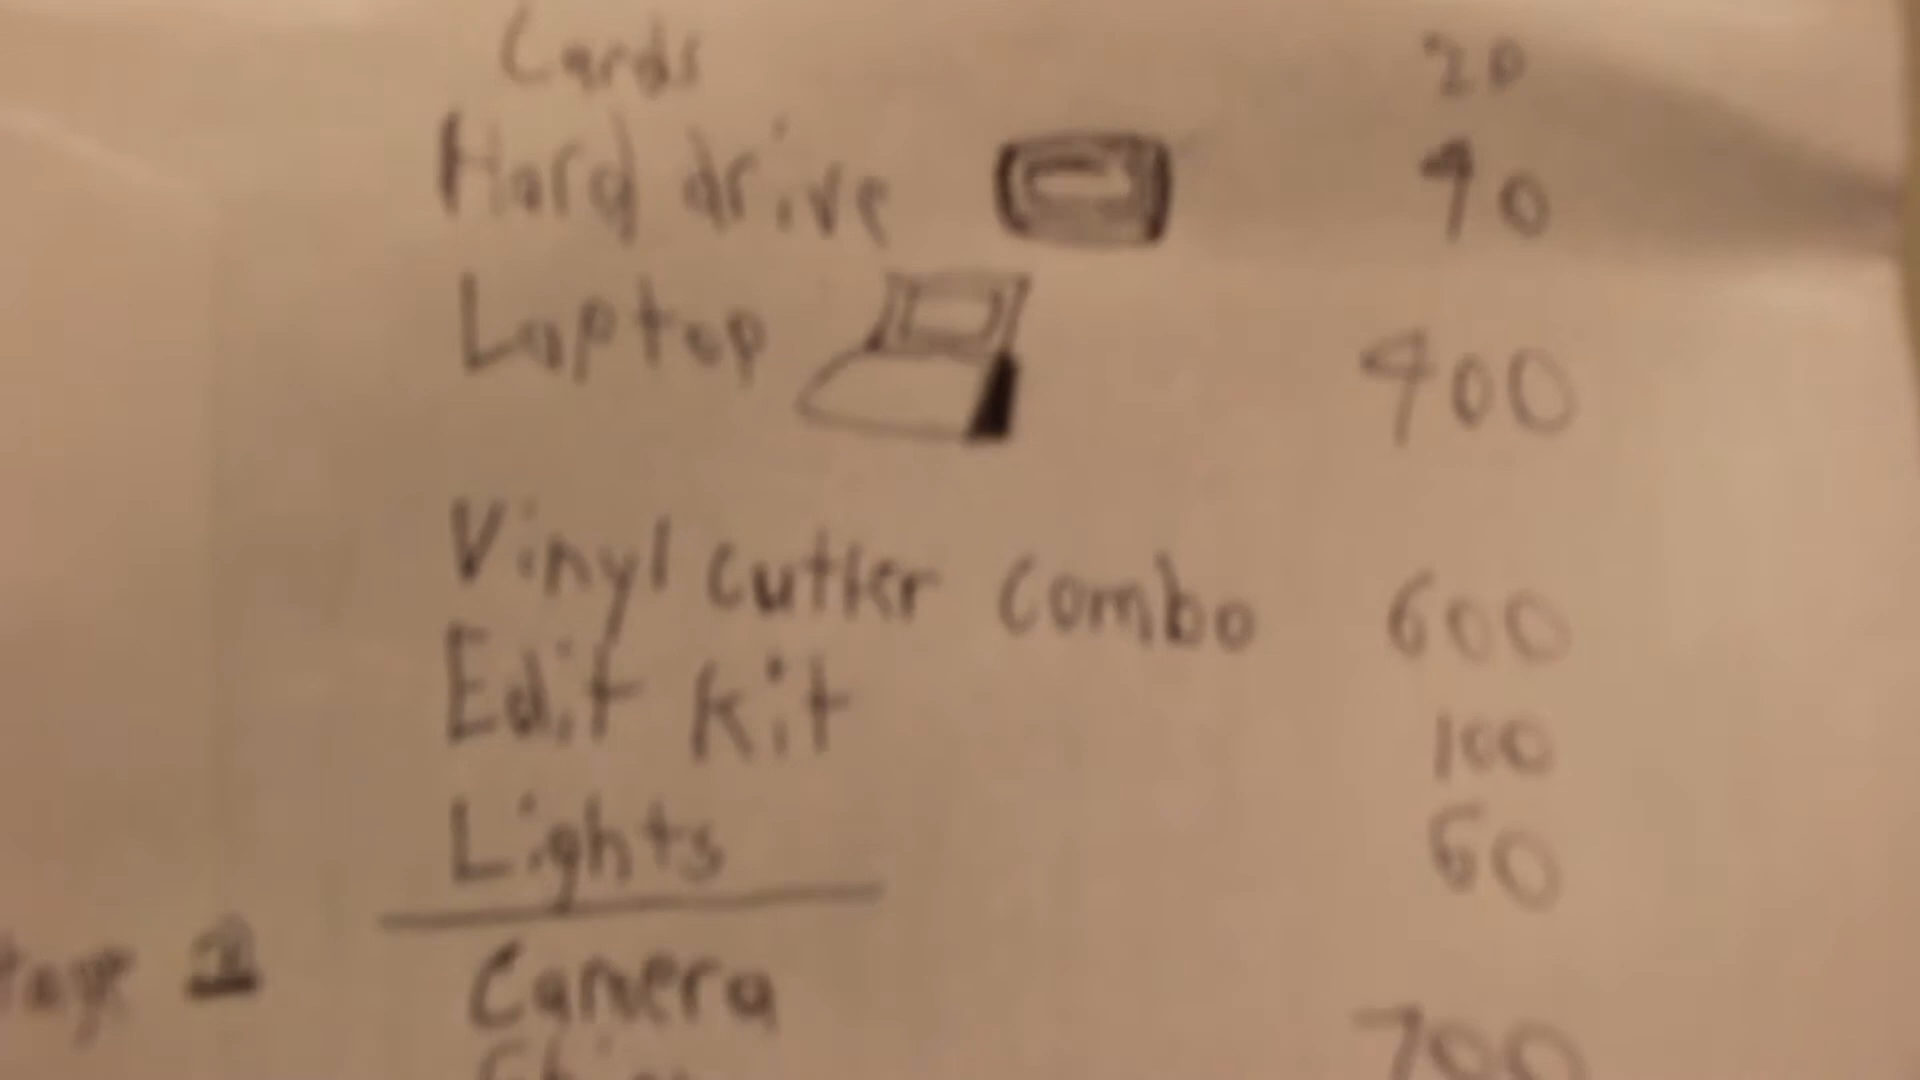 Cards 20
Hard drive 90
Laptop 400
Vinyl cutter combo 600
Edit kit 100
Lights 60
Camera 700